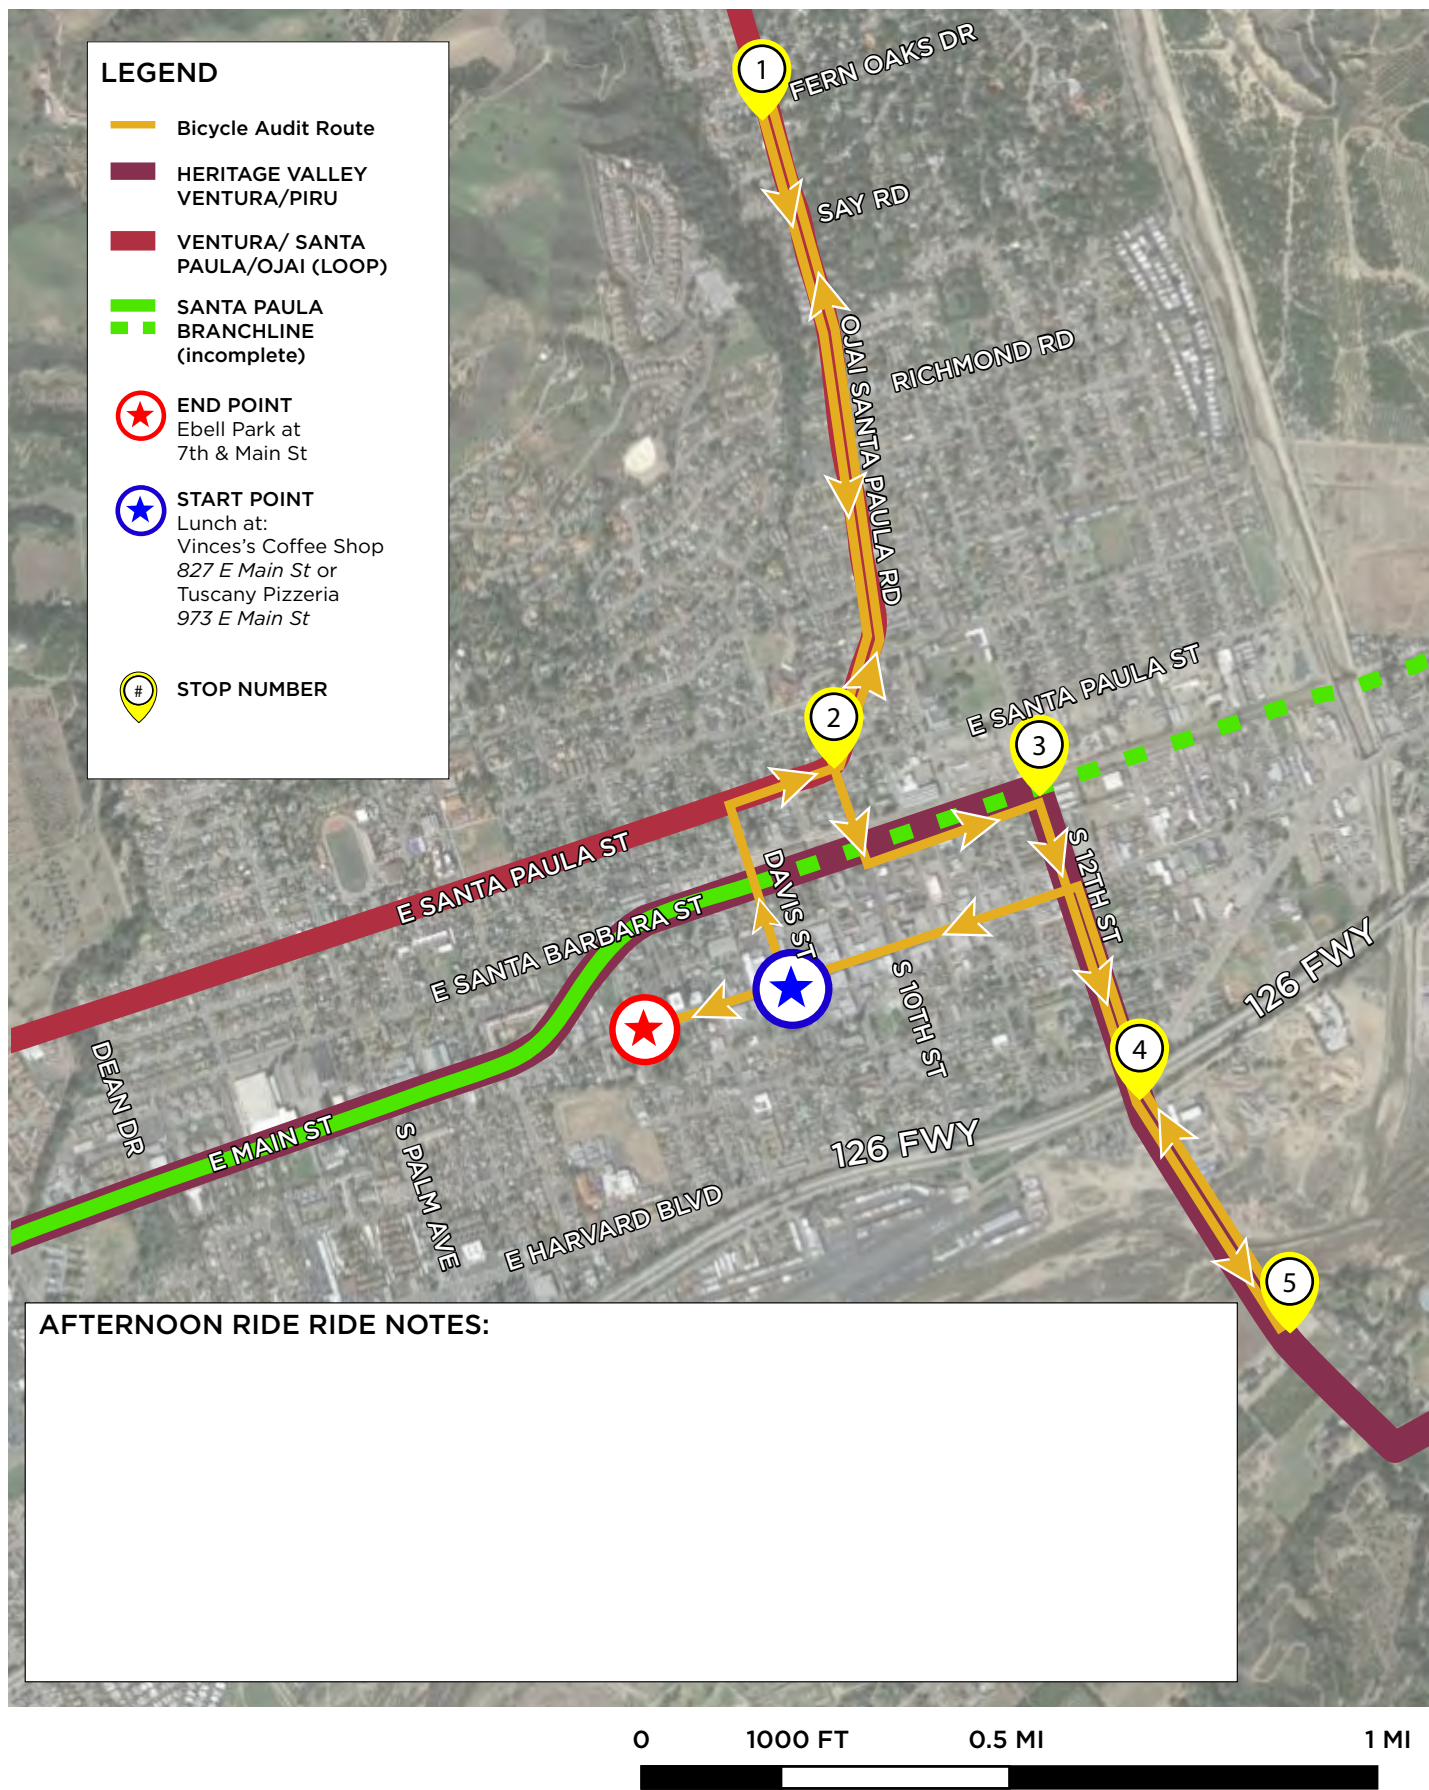 LEGEND
Bicycle Audit Route
HERITAGE VALLEY
VENTURA/PIRU
VENTURA/ SANTA
PAULA/OJAI (LOOP)
SANTA PAULA
BRANCHLINE
(incomplete)
END POINT
Ebell Park at
7th & Main St
START POINT
Lunch at:
Vinces's Coffee Shop
827 E Main St or
Tuscany Pizzeria
973 E Main St
#
STOP NUMBER
1
FERN OAKS DR
SAY RD
RICHMOND RD
OJAI SANTA PAULA RD
E SANTA PAULA ST
2
3
E SANTA PAULA ST
DAVIS ST
S 12TH ST
E SANTA BARBARA ST
S 10TH ST
126 FWY
4
DEAN DR
E MAIN ST
S PALM AVE
126 FWY
E HARVARD BLVD
5
AFTERNOON RIDE RIDE NOTES:
0 1000 FT 0.5 MI 1 MI